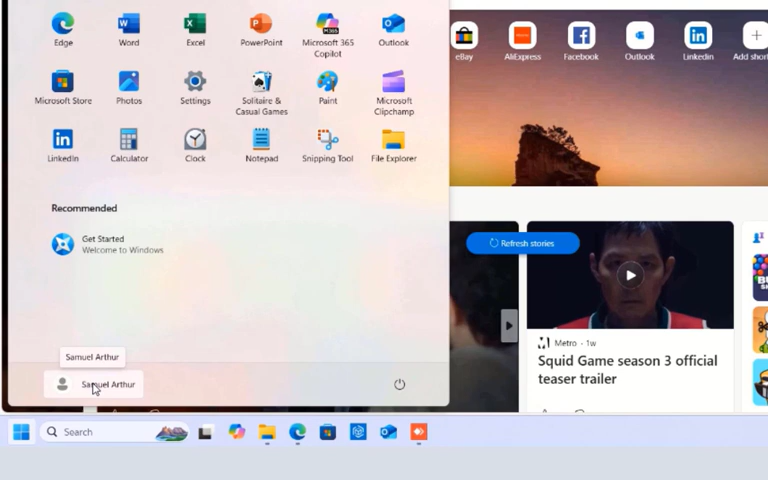 Edge
Word
Excel
PowerPoint
Microsoft 365
Copilot
Outlook
eBay
AliExpress
Facebook
Outlook
Linkedin
Add short
Microsoft Store
Photos
Settings
Solitaire &
Casual Games
Paint
Microsoft
Clipchamp
LinkedIn
Calculator
Clock
Notepad
Snipping Tool
File Explorer
Recommended
Get Started
Welcome to Windows
Refresh stories
Metro · 1w
Squid Game season 3 official
teaser trailer
Samuel Arthur
Samuel Arthur
Search